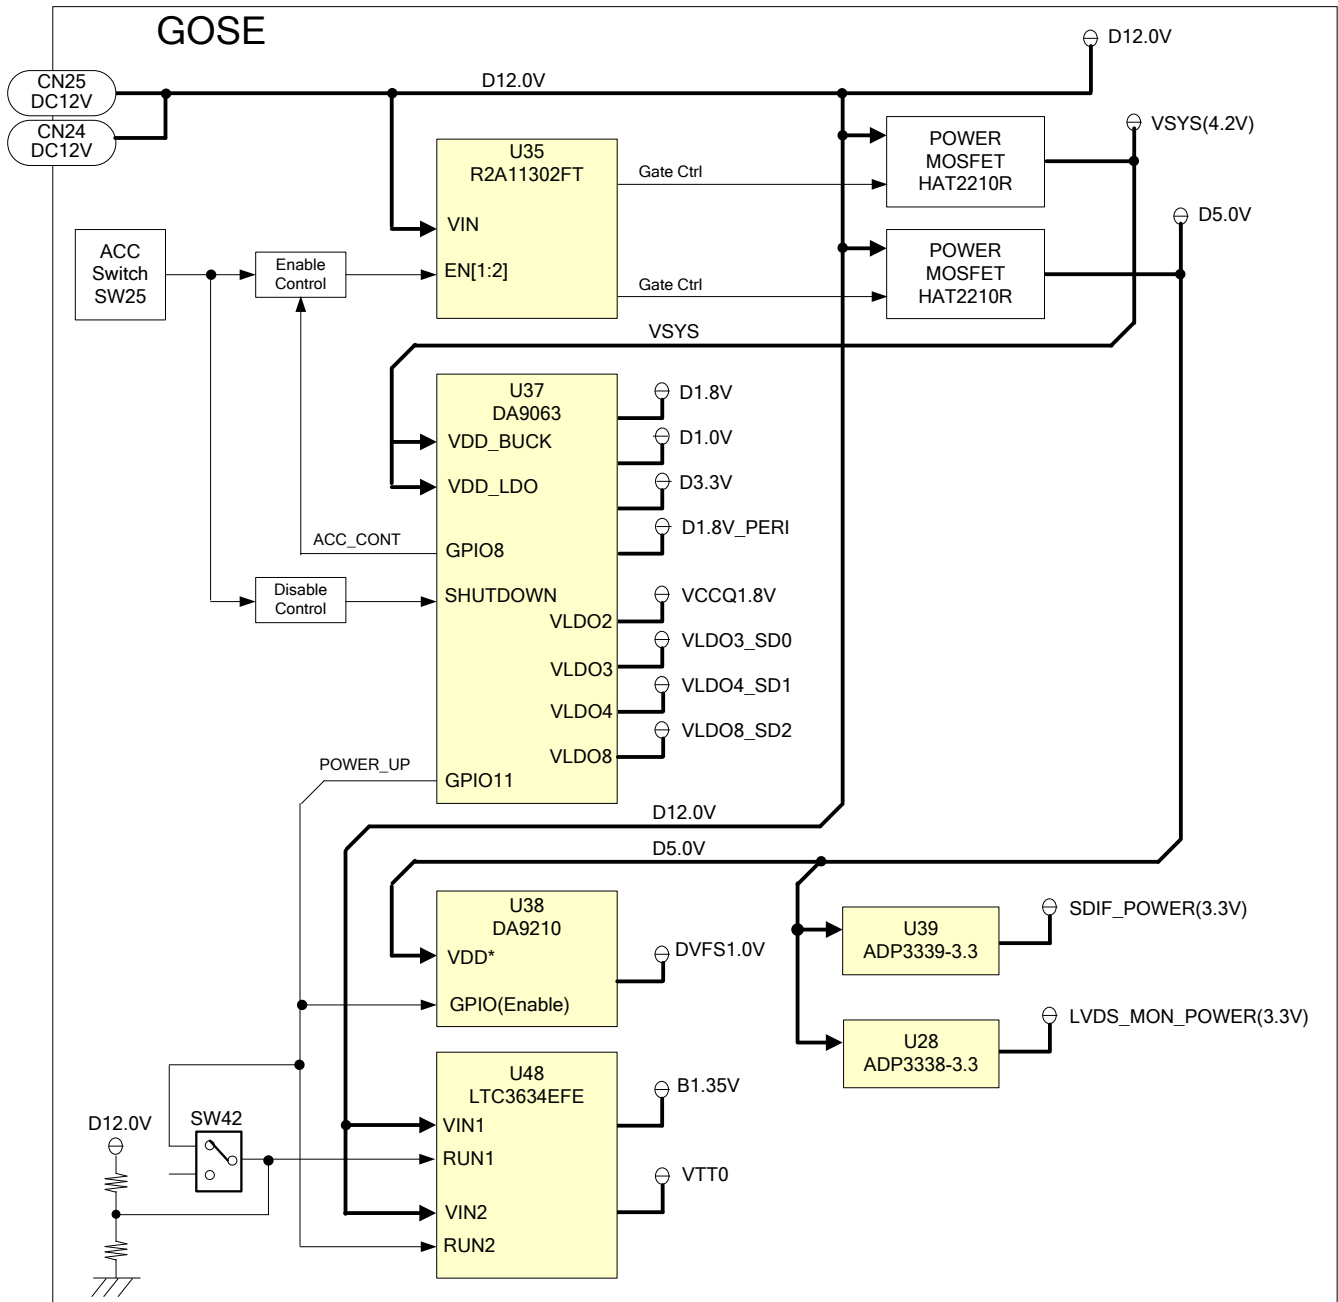 GOSE
D12.0V
CN25
DC12V
D12.0V
CN24
DC12V
VSYS(4.2V)
U35
R2A11302FT
POWER
MOSFET
HAT2210R
Gate Ctrl
VIN
D5.0V
ACC
Switch
SW25
Enable
Control
EN[1:2]
POWER
MOSFET
HAT2210R
Gate Ctrl
VSYS
U37
DA9063
D1.8V
VDD_BUCK
D1.0V
VDD_LDO
D3.3V
D1.8V_PERI
ACC_CONT
GPIO8
Disable
Control
SHUTDOWN
VCCQ1.8V
VLDO2
VLDO3_SD0
VLDO3
VLDO4_SD1
VLDO4
VLDO8_SD2
VLDO8
POWER_UP
GPIO11
D12.0V
D5.0V
U38
DA9210
VDD*
DVFS1.0V
GPIO(Enable)
U39
ADP3339-3.3
SDIF_POWER(3.3V)
U28
ADP3338-3.3
LVDS_MON_POWER(3.3V)
U48
LTC3634EFE
B1.35V
D12.0V
SW42
VIN1
RUN1
VTT0
VIN2
RUN2